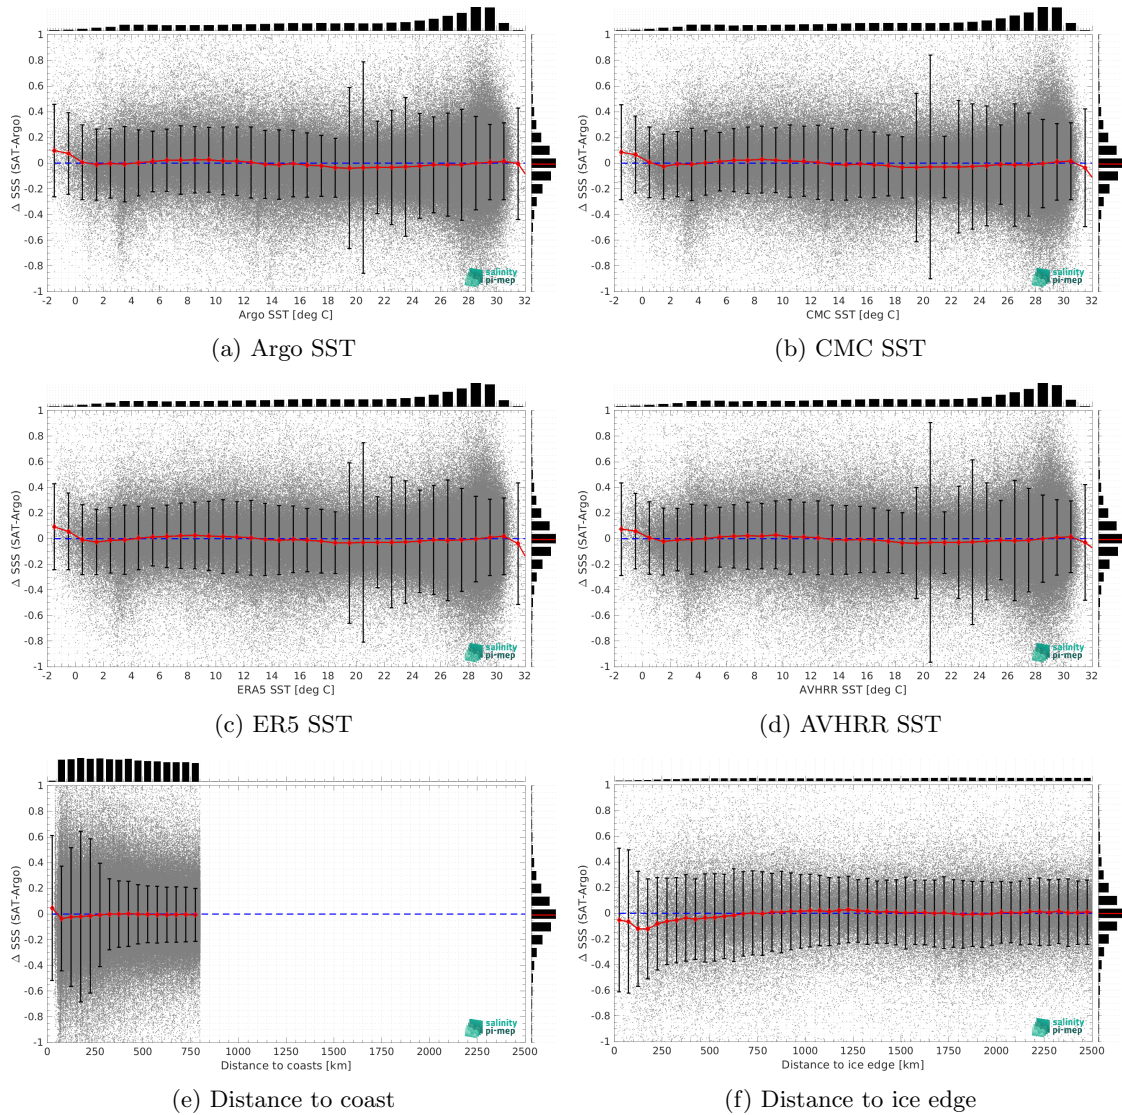 1
0.8
0.6
0.4
0.2
0
-0.2
-0.4
-0.6
-0.8
-1
Δ SSS (SAT-Argo)
-2 0 2 4 6 8 10 12 14 16 18 20 22 24 26 28 30 32
Argo SST [deg C]
salinity
pi-mep
(a) Argo SST
1
0.8
0.6
0.4
0.2
0
-0.2
-0.4
-0.6
-0.8
-1
Δ SSS (SAT-Argo)
-2 0 2 4 6 8 10 12 14 16 18 20 22 24 26 28 30 32
CMC SST [deg C]
salinity
pi-mep
(b) CMC SST
1
0.8
0.6
0.4
0.2
0
-0.2
-0.4
-0.6
-0.8
-1
Δ SSS (SAT-Argo)
-2 0 2 4 6 8 10 12 14 16 18 20 22 24 26 28 30 32
ERA5 SST [deg C]
salinity
pi-mep
(c) ER5 SST
1
0.8
0.6
0.4
0.2
0
-0.2
-0.4
-0.6
-0.8
-1
Δ SSS (SAT-Argo)
-2 0 2 4 6 8 10 12 14 16 18 20 22 24 26 28 30 32
AVHRR SST [deg C]
salinity
pi-mep
(d) AVHRR SST
1
0.8
0.6
0.4
0.2
0
-0.2
-0.4
-0.6
-0.8
-1
Δ SSS (SAT-Argo)
0 250 500 750 1000 1250 1500 1750 2000 2250 2500
Distance to coasts [km]
salinity
pi-mep
(e) Distance to coast
1
0.8
0.6
0.4
0.2
0
-0.2
-0.4
-0.6
-0.8
-1
Δ SSS (SAT-Argo)
0 250 500 750 1000 1250 1500 1750 2000 2250 2500
Distance to ice edge [km]
salinity
pi-mep
(f) Distance to ice edge